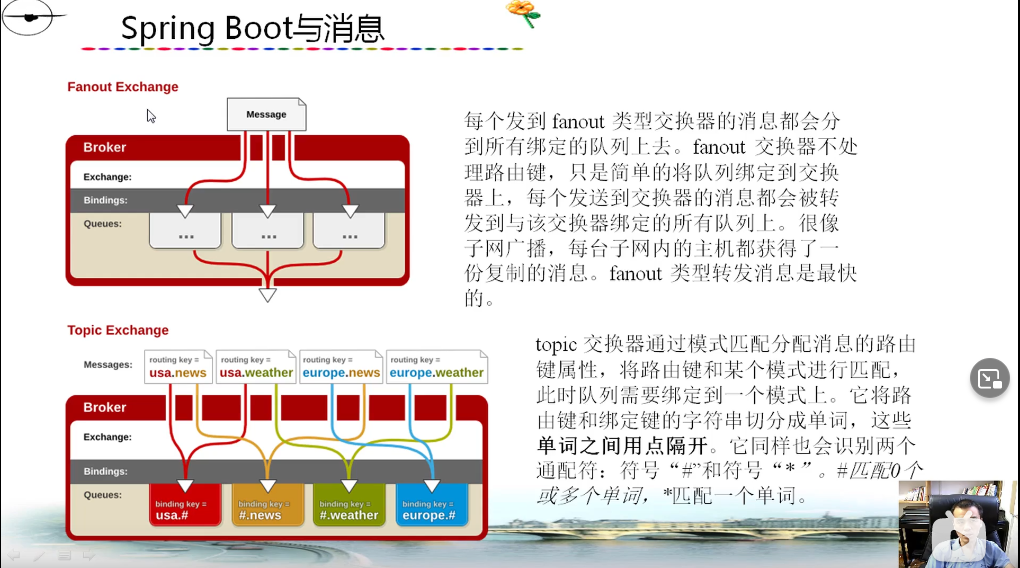 Spring Boot与消息
Fanout Exchange
Message
Broker
Exchange:
Bindings:
Queues:
...
...
...
每个发到 fanout 类型交换器的消息都会分
到所有绑定的队列上去。fanout 交换器不处
理路由键，只是简单的将队列绑定到交换
器上，每个发送到交换器的消息都会被转
发到与该交换器绑定的所有队列上。很像
子网广播，每台子网内的主机都获得了一
份复制的消息。fanout 类型转发消息是最快
的。
Topic Exchange
Messages:
routing key =
usa.news
routing key =
usa.weather
routing key =
europe.news
routing key =
europe.weather
Broker
Exchange:
Bindings:
Queues:
binding key =
usa.#
binding key =
#.news
binding key =
#.weather
binding key =
europe.#
topic 交换器通过模式匹配分配消息的路由
键属性，将路由键和某个模式进行匹配，
此时队列需要绑定到一个模式上。它将路
由键和绑定键的字符串切分成单词，这些
单词之间用点隔开。它同样也会识别两个
通配符：符号“#”和符号“*”。#匹配0个
或多个单词，*匹配一个单词。